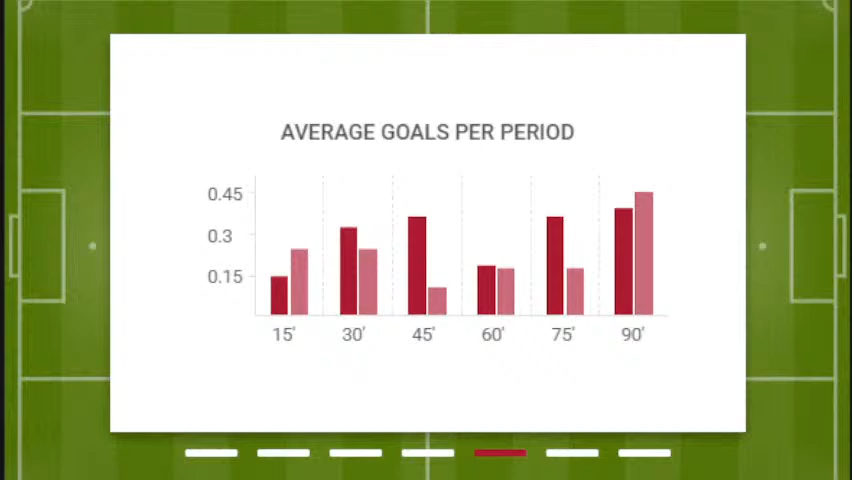 AVERAGE GOALS PER PERIOD
0.45
0.3
0.15
15' 30' 45' 60' 75' 90'